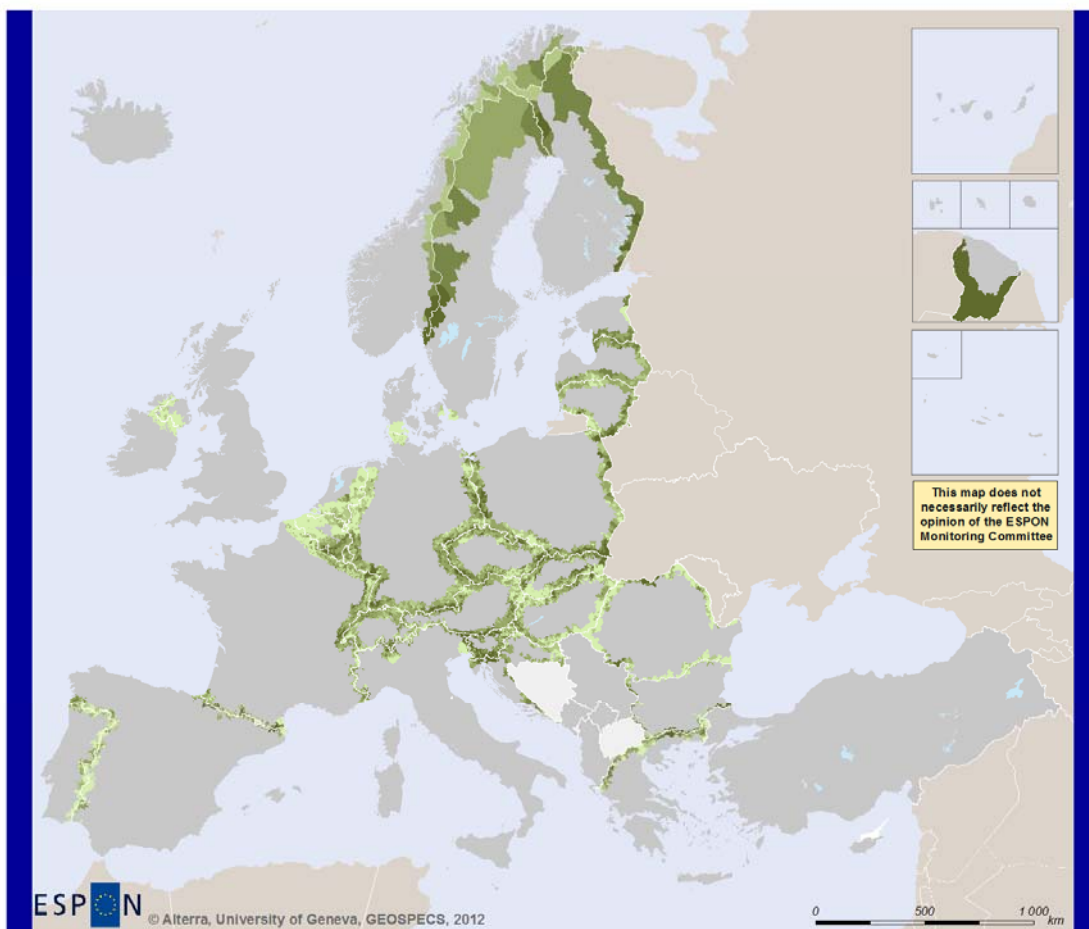 This map does not
necessarily reflect the
opinion of the ESPON
Monitoring Committee
ESPON
© Alterra, University of Geneva, GEOSPECS, 2012
0 500 1 000
km